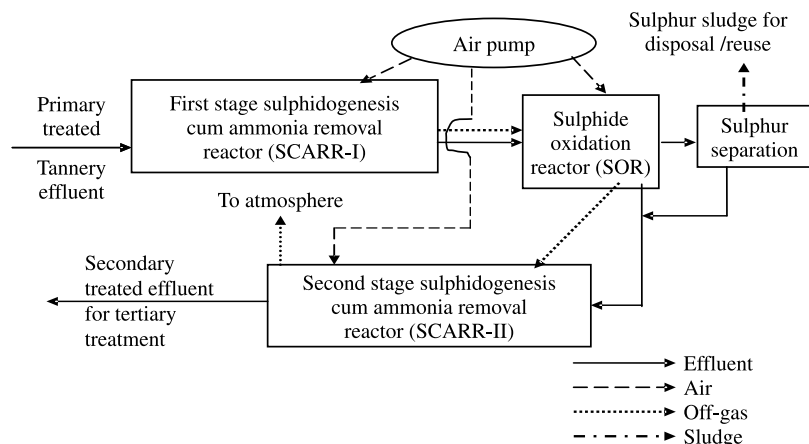 Sulphur sludge for
disposal /reuse
Air pump
First stage sulphidogenesis
cum ammonia removal
reactor (SCARR-I)
Primary
treated
Tannery
effluent
Sulphide
oxidation
reactor (SOR)
Sulphur
separation
To atmosphere
Secondary
treated effluent
for tertiary
treatment
Second stage sulphidogenesis
cum ammonia removal
reactor (SCARR-II)
Effluent
Air
Off-gas
Sludge